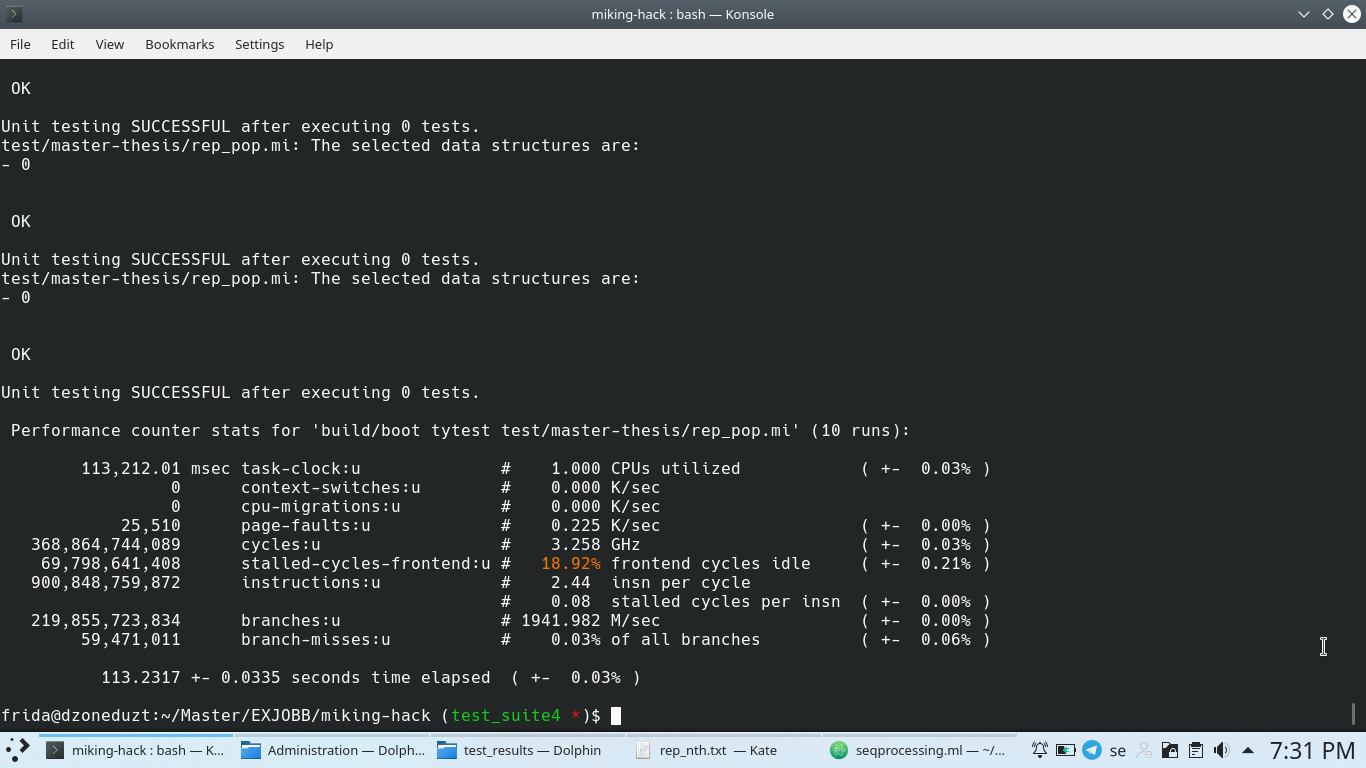 miking-hack : bash — Konsole
File Edit View Bookmarks Settings Help
OK
Unit testing SUCCESSFUL after executing 0 tests.
test/master-thesis/rep_pop.mi: The selected data structures are:
- 0
OK
Unit testing SUCCESSFUL after executing 0 tests.
test/master-thesis/rep_pop.mi: The selected data structures are:
- 0
OK
Unit testing SUCCESSFUL after executing 0 tests.
Performance counter stats for 'build/boot tytest test/master-thesis/rep_pop.mi' (10 runs):
113,212.01 msec task-clock:u # 1.000 CPUs utilized ( +- 0.03% )
0 context-switches:u # 0.000 K/sec
0 cpu-migrations:u # 0.000 K/sec
25,510 page-faults:u # 0.225 K/sec ( +- 0.00% )
368,864,744,089 cycles:u # 3.258 GHz ( +- 0.03% )
69,798,641,408 stalled-cycles-frontend:u # 18.92% frontend cycles idle ( +- 0.21% )
900,848,759,872 instructions:u # 2.44 insn per cycle
# 0.08 stalled cycles per insn ( +- 0.00% )
219,855,723,834 branches:u # 1941.982 M/sec ( +- 0.00% )
59,471,011 branch-misses:u # 0.03% of all branches ( +- 0.06% )
113.2317 +- 0.0335 seconds time elapsed ( +- 0.03% )
frida@dzoneduzt:~/Master/EXJOBB/miking-hack (test_suite4 *)$
miking-hack : bash — K... Administration — Dolph... test_results — Dolphin rep_nth.txt — Kate seqprocessing.ml — ~/... se 7:31 PM